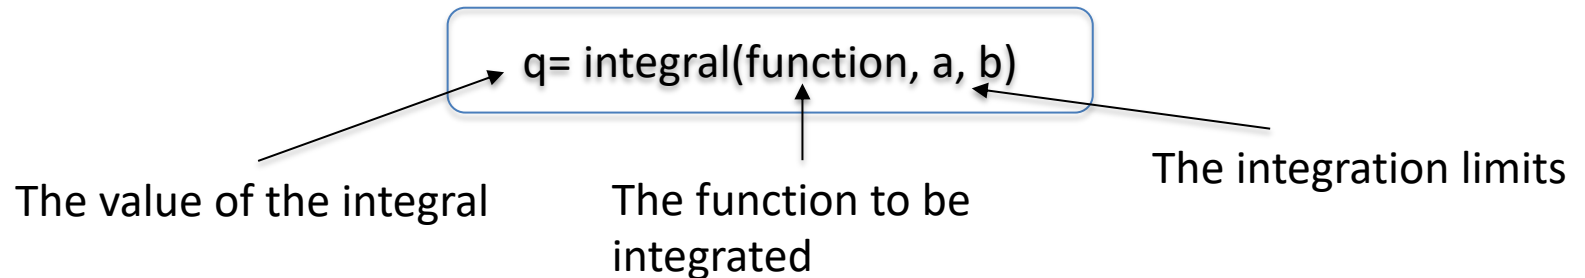 q= integral(function, a, b)
The value of the integral
The function to be
integrated
The integration limits